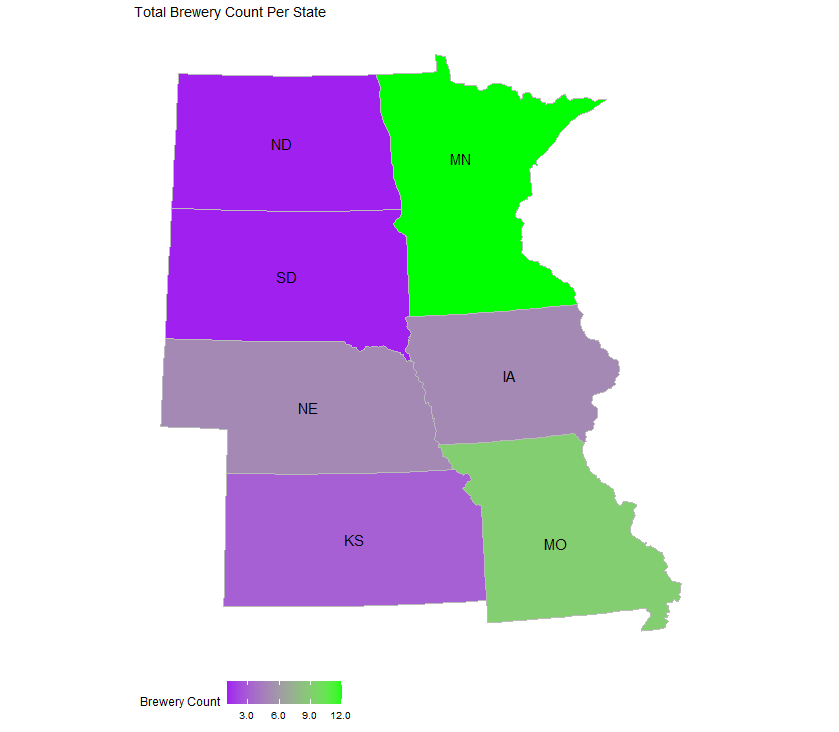 Total Brewery Count Per State
ND
MN
SD
IA
NE
KS
MO
Brewery Count
3.0 6.0 9.0 12.0